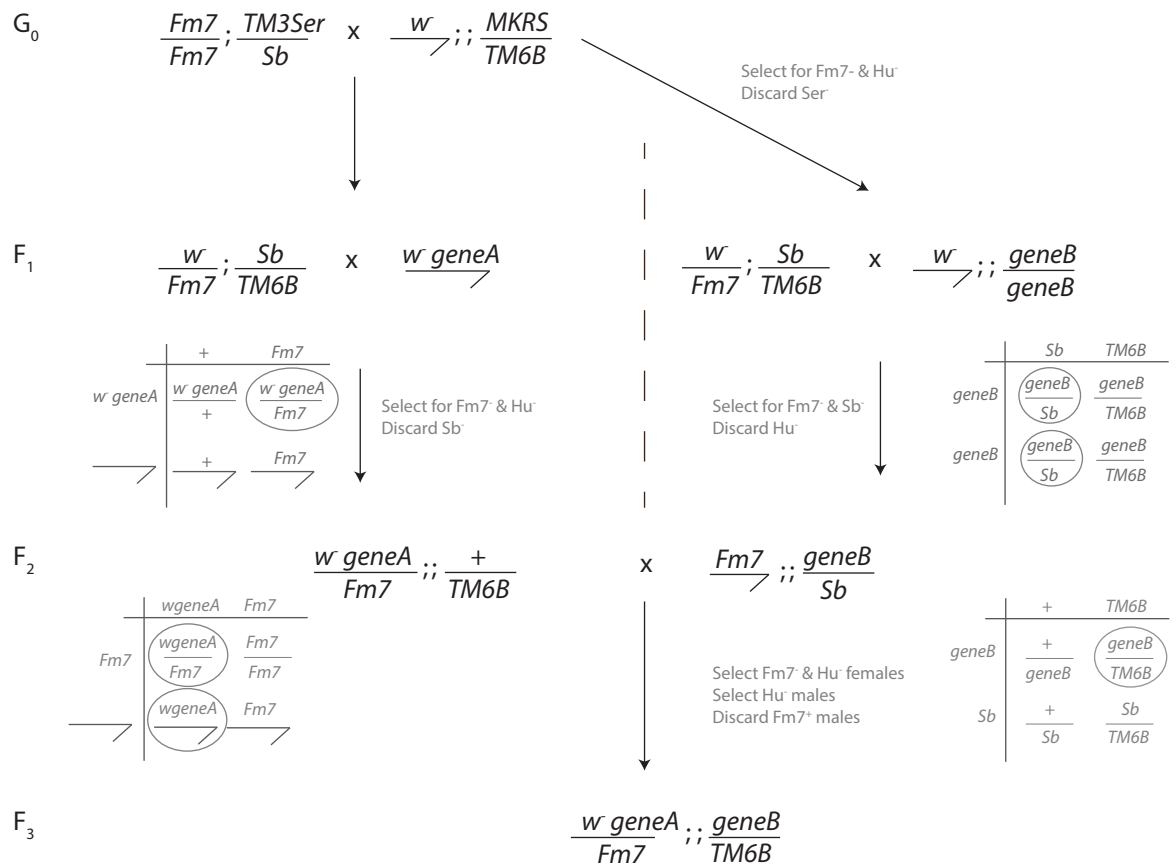 G0 Fm7 ; TM3Ser x w- ;; MKRS
Fm7 Sb TM6B
Select for Fm7- & Hu-
Discard Ser-
F1 w- ; Sb x w- geneA
Fm7 TM6B
w- ; Sb x w- ;; geneB
Fm7 TM6B geneB
+ Fm7
w- geneA w- geneA w- geneA
+ Fm7
+ Fm7
Select for Fm7- & Hu-
Discard Sb-
Select for Fm7- & Sb-
Discard Hu-
Sb TM6B
geneB geneB geneB
Sb TM6B
geneB geneB geneB
Sb TM6B
F2 w- geneA ;; + x Fm7 ;; geneB
Fm7 TM6B Sb
wgeneA Fm7
Fm7 wgeneA Fm7
Fm7 Fm7
wgeneA Fm7
Select Fm7- & Hu- females
Select Hu- males
Discard Fm7+ males
+ TM6B
geneB + geneB
geneB TM6B
Sb + Sb
Sb TM6B
F3 w- geneA ;; geneB
Fm7 TM6B